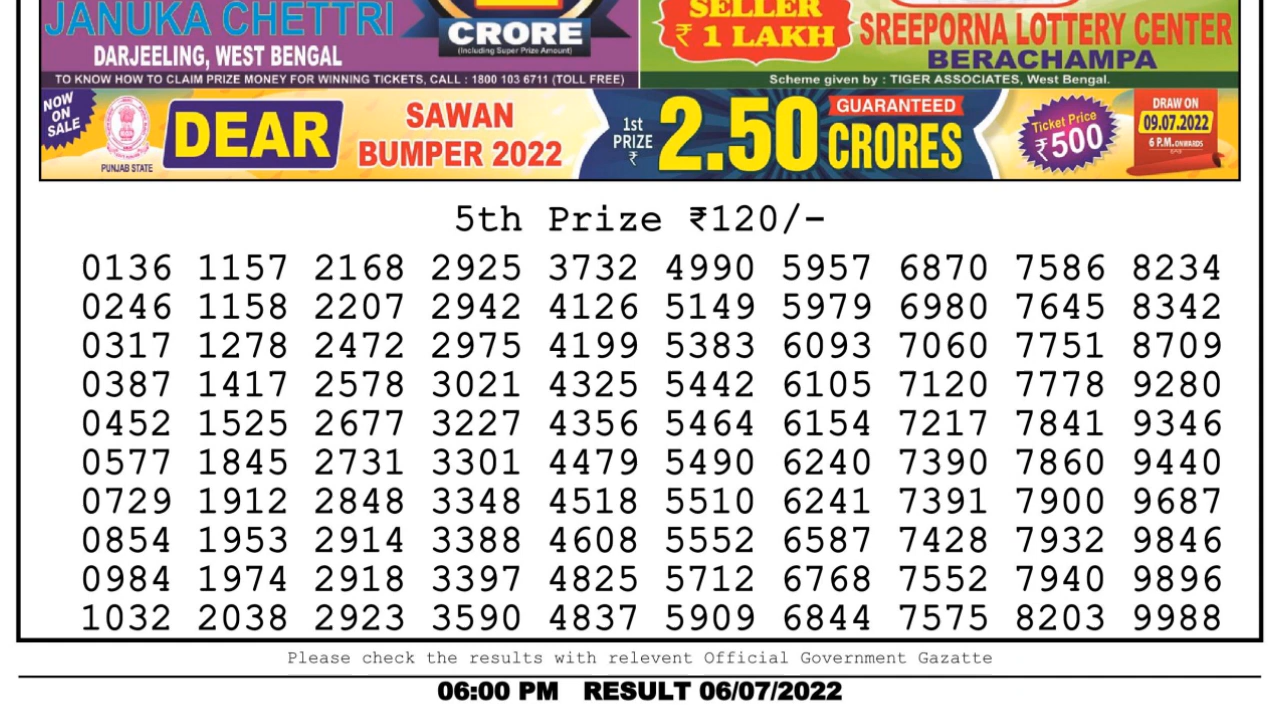 JANUKA CHETTRI
DARJEELING, WEST BENGAL
CRORE
(Including Super Prize Amount)
TO KNOW HOW TO CLAIM PRIZE MONEY FOR WINNING TICKETS, CALL : 1800 103 6711 (TOLL FREE)
SELLER
₹ 1 LAKH
SREEPORNA LOTTERY CENTER
BERACHAMPA
Scheme given by : TIGER ASSOCIATES, West Bengal.
NOW
ON
SALE
PUNJAB STATE
DEAR
SAWAN
BUMPER 2022
1st
PRIZE
₹
2.50
GUARANTEED
CRORES
Ticket Price
₹500
DRAW ON
09.07.2022
6 P.M. ONWARDS
5th Prize ₹120/-
0136 1157 2168 2925 3732 4990 5957 6870 7586 8234
0246 1158 2207 2942 4126 5149 5979 6980 7645 8342
0317 1278 2472 2975 4199 5383 6093 7060 7751 8709
0387 1417 2578 3021 4325 5442 6105 7120 7778 9280
0452 1525 2677 3227 4356 5464 6154 7217 7841 9346
0577 1845 2731 3301 4479 5490 6240 7390 7860 9440
0729 1912 2848 3348 4518 5510 6241 7391 7900 9687
0854 1953 2914 3388 4608 5552 6587 7428 7932 9846
0984 1974 2918 3397 4825 5712 6768 7552 7940 9896
1032 2038 2923 3590 4837 5909 6844 7575 8203 9988
Please check the results with relevent Official Government Gazatte
06:00 PM RESULT 06/07/2022